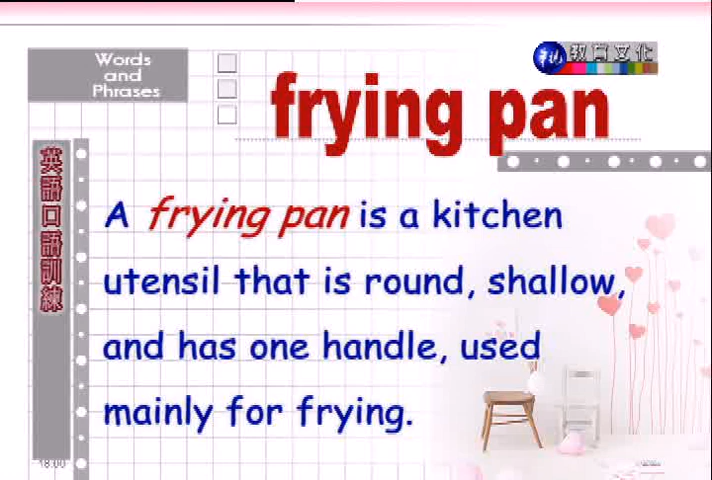 Words
and
Phrases
教育文化
frying pan
英語口語訓練
A frying pan is a kitchen
utensil that is round, shallow,
and has one handle, used
mainly for frying.
18:00